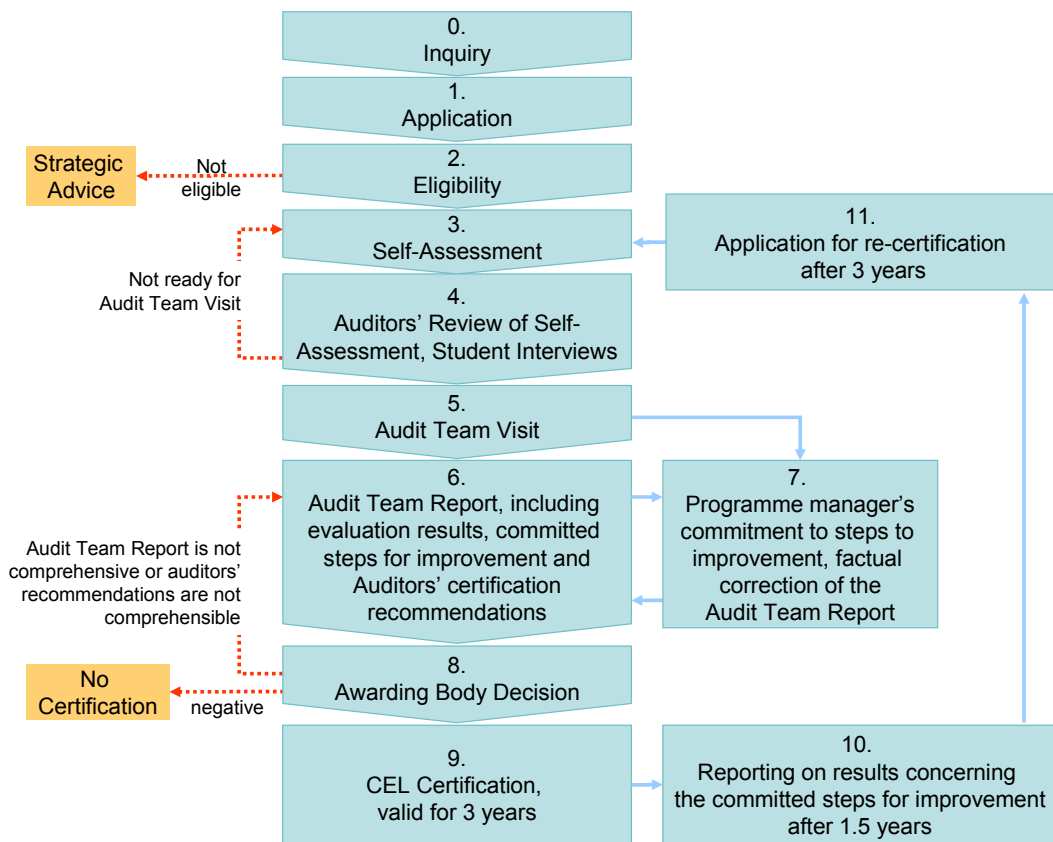 0.
Inquiry
1.
Application
Strategic
Advice
Not
eligible
2.
Eligibility
3.
Self-Assessment
11.
Application for re-certification
after 3 years
Not ready for
Audit Team Visit
4.
Auditors’ Review of Self-
Assessment, Student Interviews
5.
Audit Team Visit
6.
Audit Team Report, including
evaluation results, committed
steps for improvement and
Auditors’ certification
recommendations
7.
Programme manager’s
commitment to steps to
improvement, factual
correction of the
Audit Team Report
Audit Team Report is not
comprehensive or auditors’
recommendations are not
comprehensible
8.
Awarding Body Decision
No
Certification
negative
9.
CEL Certification,
valid for 3 years
10.
Reporting on results concerning
the committed steps for improvement
after 1.5 years